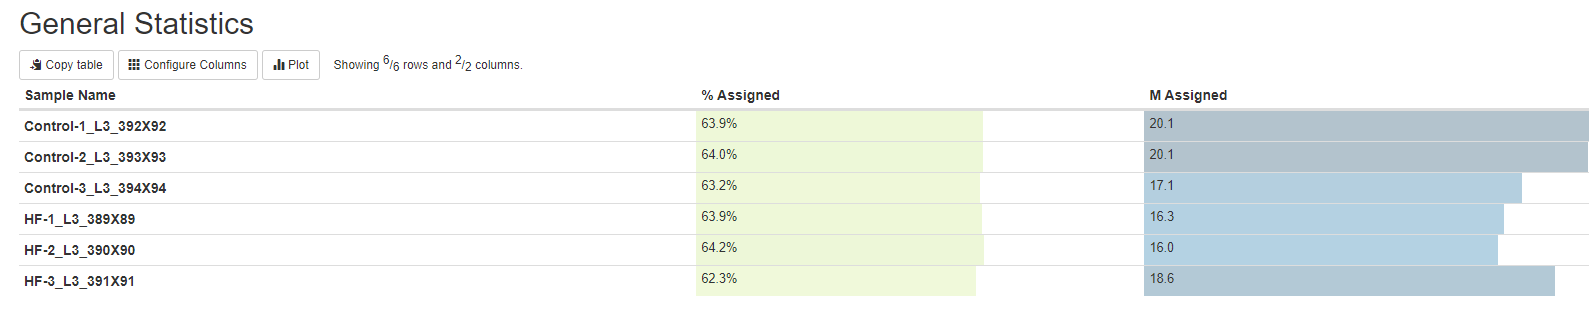 General Statistics
Copy table Configure Columns Plot Showing 6/6 rows and 2/2 columns.
Sample Name % Assigned M Assigned
Control-1_L3_392X92 63.9% 20.1
Control-2_L3_393X93 64.0% 20.1
Control-3_L3_394X94 63.2% 17.1
HF-1_L3_389X89 63.9% 16.3
HF-2_L3_390X90 64.2% 16.0
HF-3_L3_391X91 62.3% 18.6